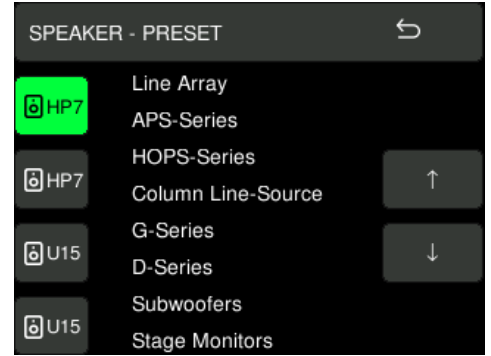 SPEAKER - PRESET
HP7
HP7
U15
U15
Line Array
APS-Series
HOPS-Series
Column Line-Source
G-Series
D-Series
Subwoofers
Stage Monitors